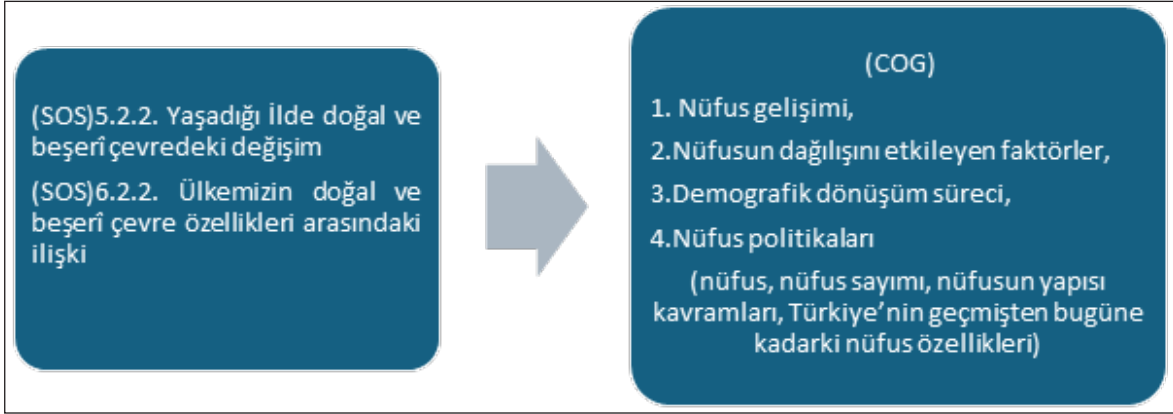 (SOS)5.2.2. Yaşadığı İlde doğal ve
beşerî çevredeki değişim
(SOS)6.2.2. Ülkemizin doğal ve
beşerî çevre özellikleri arasındaki
ilişki
(COG)
1. Nüfus gelişimi,
2.Nüfusun dağılışını etkileyen faktörler,
3.Demografik dönüşüm süreci,
4.Nüfus politikaları
(nüfus, nüfus sayımı, nüfusun yapısı
kavramları, Türkiye’nin geçmişten bugüne
kadarki nüfus özellikleri)